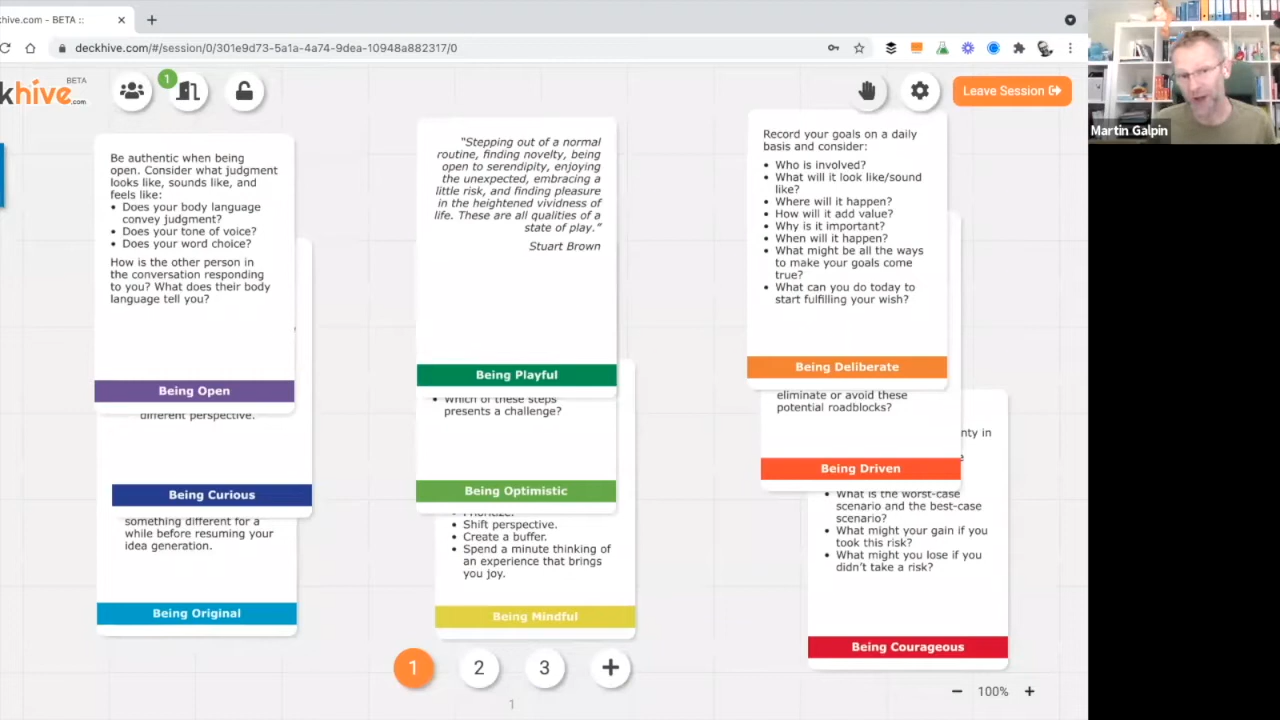 hive.com - BETA ::
deckhive.com/#/session/0/301e9d73-5a1a-4a74-9dea-10948a882317/0
khive.com
BETA
1
Leave Session
Martin Galpin
Be authentic when being
open. Consider what judgment
looks like, sounds like, and
feels like:
• Does your body language
convey judgment?
• Does your tone of voice?
• Does your word choice?
How is the other person in
the conversation responding
to you? What does their body
language tell you?
Being Open
different perspective.
Being Curious
something different for a
while before resuming your
idea generation.
Being Original
"Stepping out of a normal
routine, finding novelty, being
open to serendipity, enjoying
the unexpected, embracing a
little risk, and finding pleasure
in the heightened vividness of
life. These are all qualities of a
state of play."
Stuart Brown
Being Playful
• Which of these steps
presents a challenge?
Being Optimistic
• Prioritize.
• Shift perspective.
• Create a buffer.
• Spend a minute thinking of
an experience that brings
you joy.
Being Mindful
Record your goals on a daily
basis and consider:
• Who is involved?
• What will it look like/sound
like?
• Where will it happen?
• How will it add value?
• Why is it important?
• When will it happen?
• What might be all the ways
to make your goals come
true?
• What can you do today to
start fulfilling your wish?
Being Deliberate
eliminate or avoid these
potential roadblocks?
nty in
Being Driven
• What is the worst-case
scenario and the best-case
scenario?
• What might your gain if you
took this risk?
• What might you lose if you
didn't take a risk?
Being Courageous
1 2 3 +
1
− 100% +